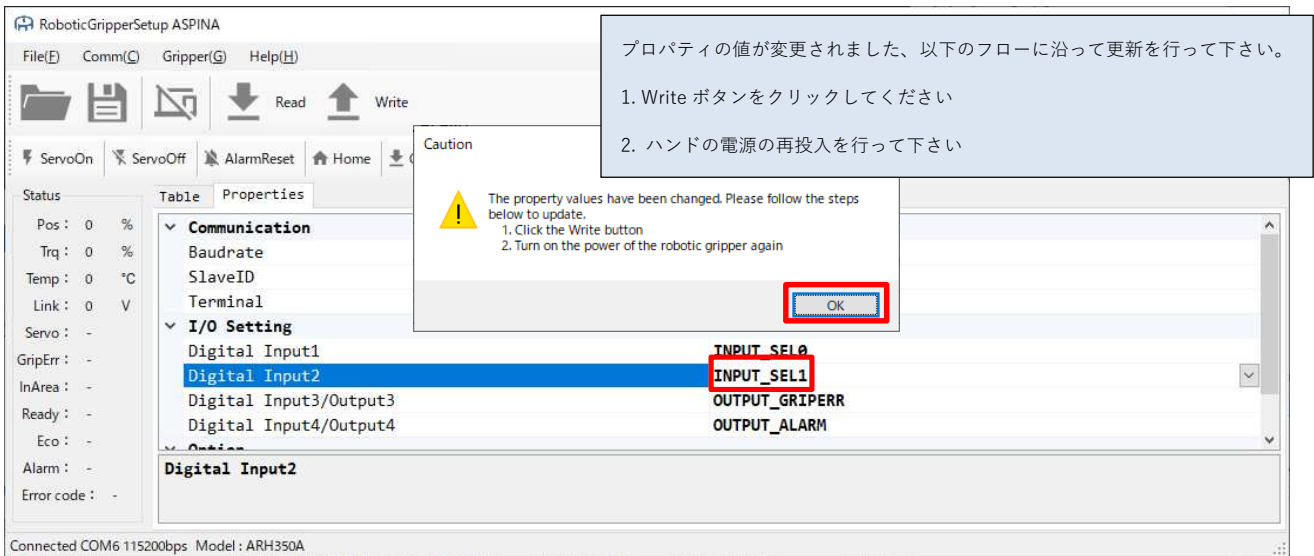 RoboticGripperSetup ASPINA
File(F) Comm(C) Gripper(G) Help(H)
プロパティの値が変更されました、以下のフローに沿って更新を行って下さい。
1. Write ボタンをクリックしてください
2. ハンドの電源の再投入を行って下さい
Read Write
ServoOn ServoOff AlarmReset Home
Caution
The property values have been changed. Please follow the steps
below to update.
1. Click the Write button
2. Turn on the power of the robotic gripper again
OK
Status
Pos : 0 %
Trq : 0 %
Temp : 0 °C
Link : 0 V
Servo : -
GripErr : -
InArea : -
Ready : -
Eco : -
Alarm : -
Error code : -
Table Properties
Communication
Baudrate
SlaveID
Terminal
I/O Setting
Digital Input1 INPUT_SEL0
Digital Input2 INPUT_SEL1
Digital Input3/Output3 OUTPUT_GRIPERR
Digital Input4/Output4 OUTPUT_ALARM
Option
Digital Input2
Connected COM6 115200bps Model : ARH350A